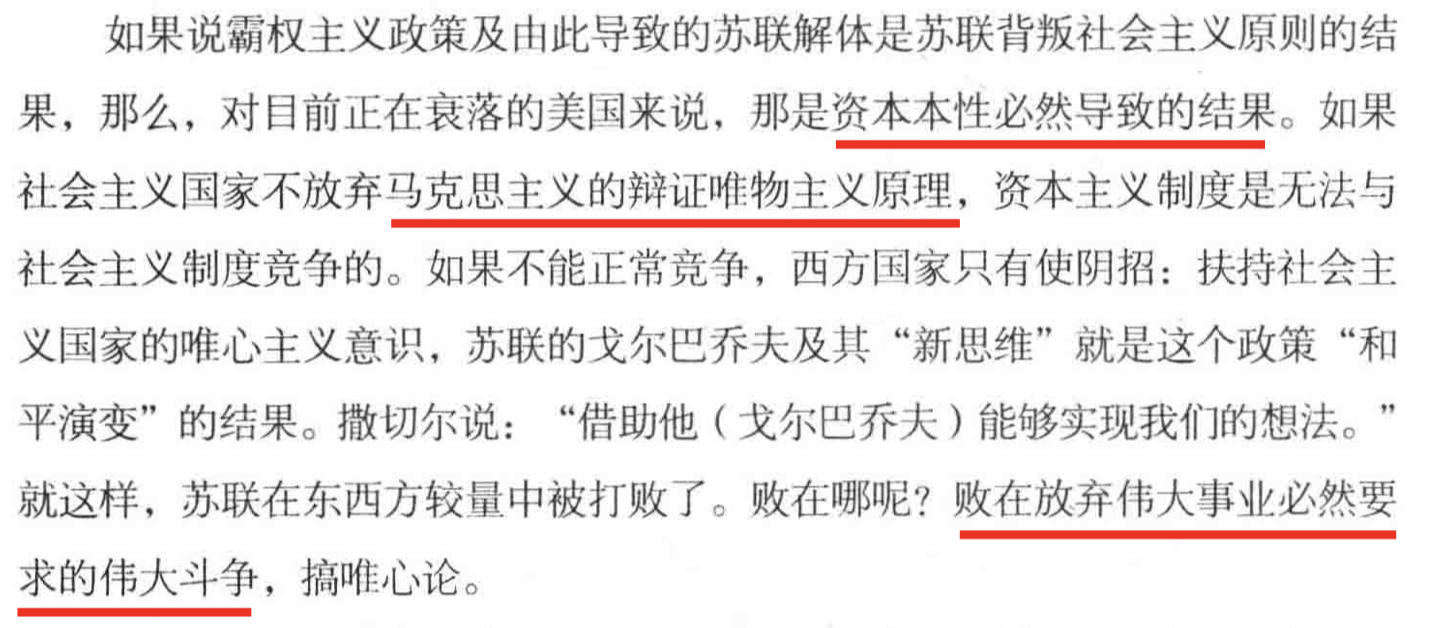 如果说霸权主义政策及由此导致的苏联解体是苏联背叛社会主义原则的结
果，那么，对目前正在衰落的美国来说，那是资本本性必然导致的结果。如果
社会主义国家不放弃马克思主义的辩证唯物主义原理，资本主义制度是无法与
社会主义制度竞争的。如果不能正常竞争，西方国家只有使阴招：扶持社会主
义国家的唯心主义意识，苏联的戈尔巴乔夫及其“新思维”就是这个政策“和
平演变”的结果。撒切尔说：“借助他（戈尔巴乔夫）能够实现我们的想法。”
就这样，苏联在东西方较量中被打败了。败在哪呢？败在放弃伟大事业必然要
求的伟大斗争，搞唯心论。